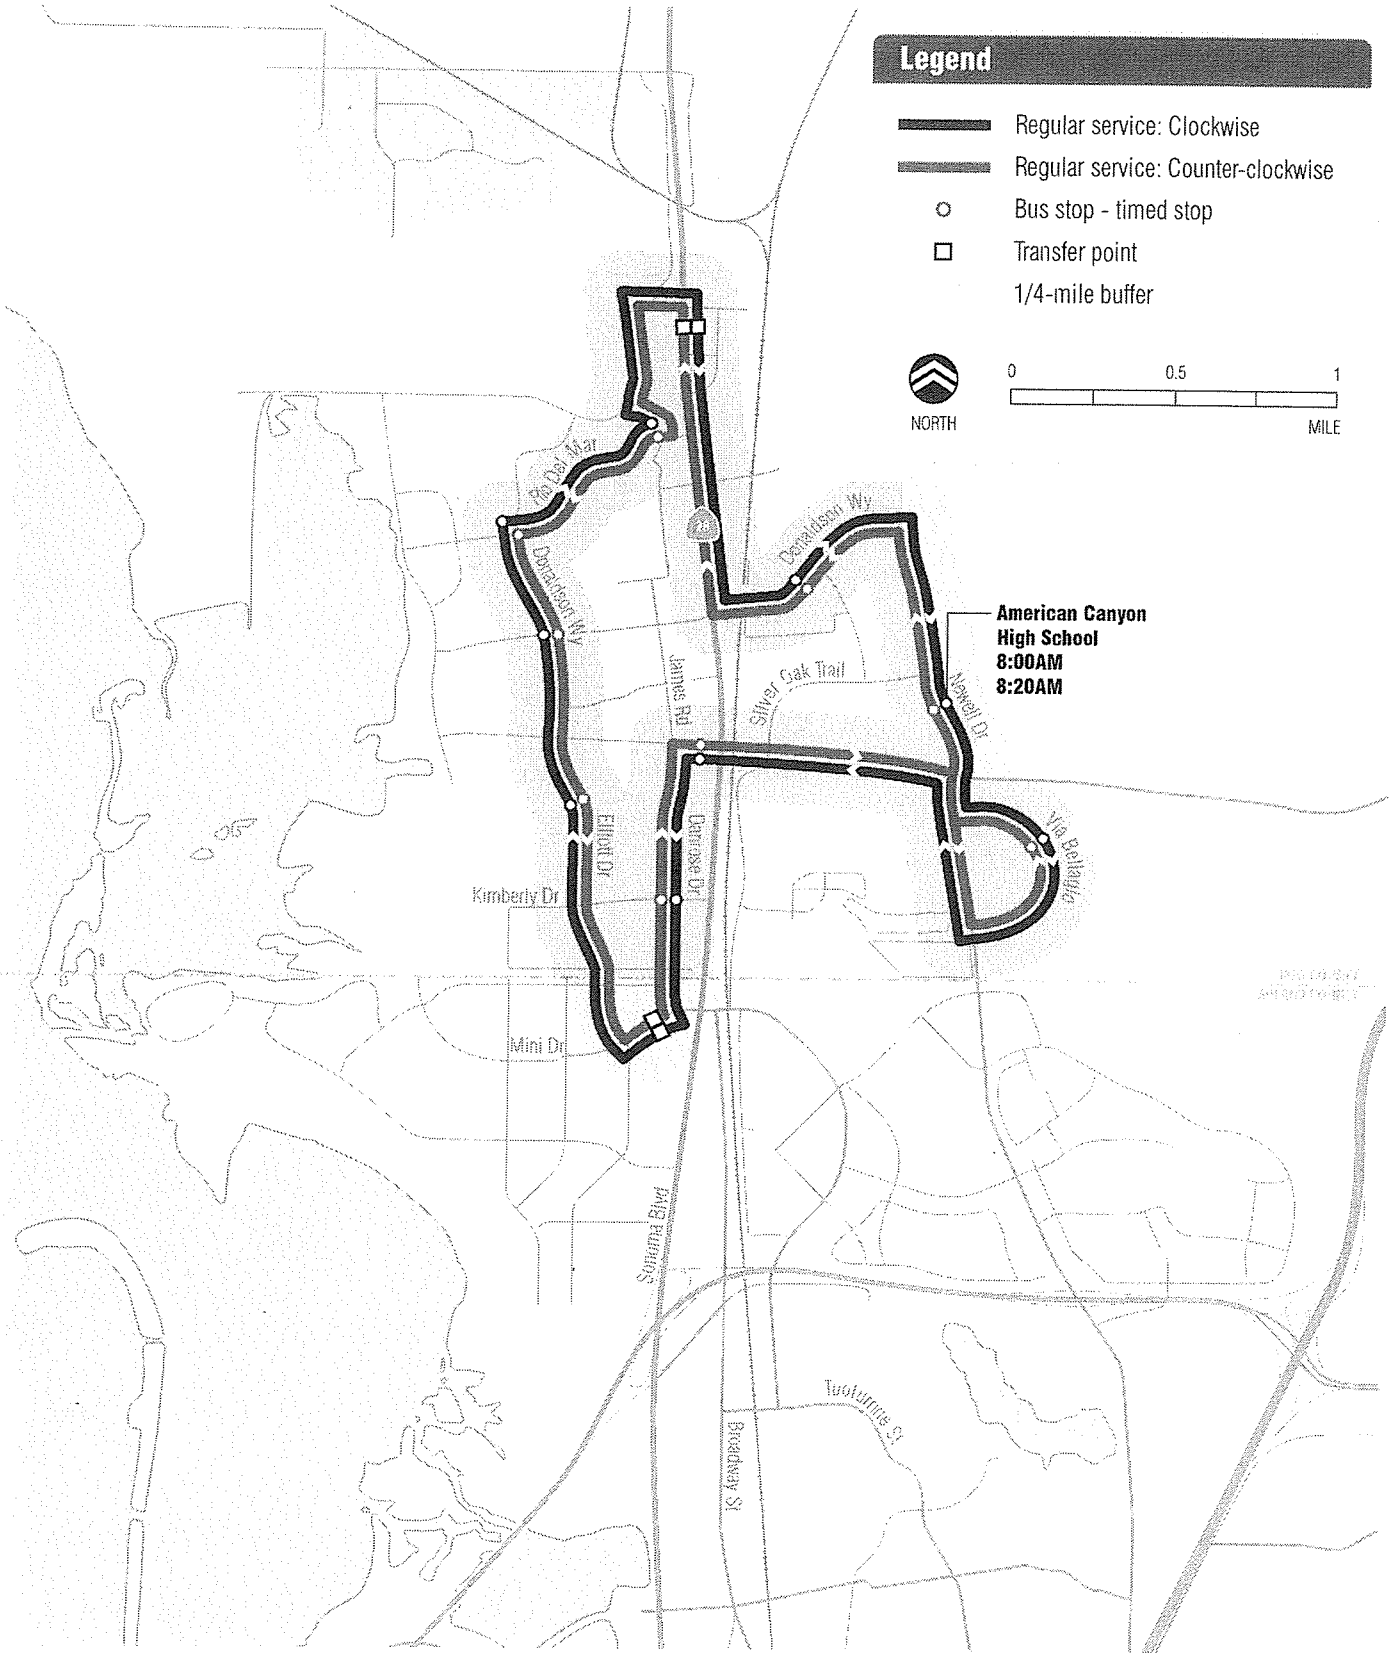 Legend
Regular service: Clockwise
Regular service: Counter-clockwise
Bus stop - timed stop
Transfer point
1/4-mile buffer
NORTH
0 0.5 1
MILE
Rio Del Mar
Donaldson Wy
Donaldson Wy
29
American Canyon
High School
8:00AM
8:20AM
James Rd
Silver Oak Trail
Newell Dr
Elliott Dr
Danrose Dr
Via Bellagio
Kimberly Dr
Mini Dr
Sonoma Blvd
Tuolumne St
Broadway St